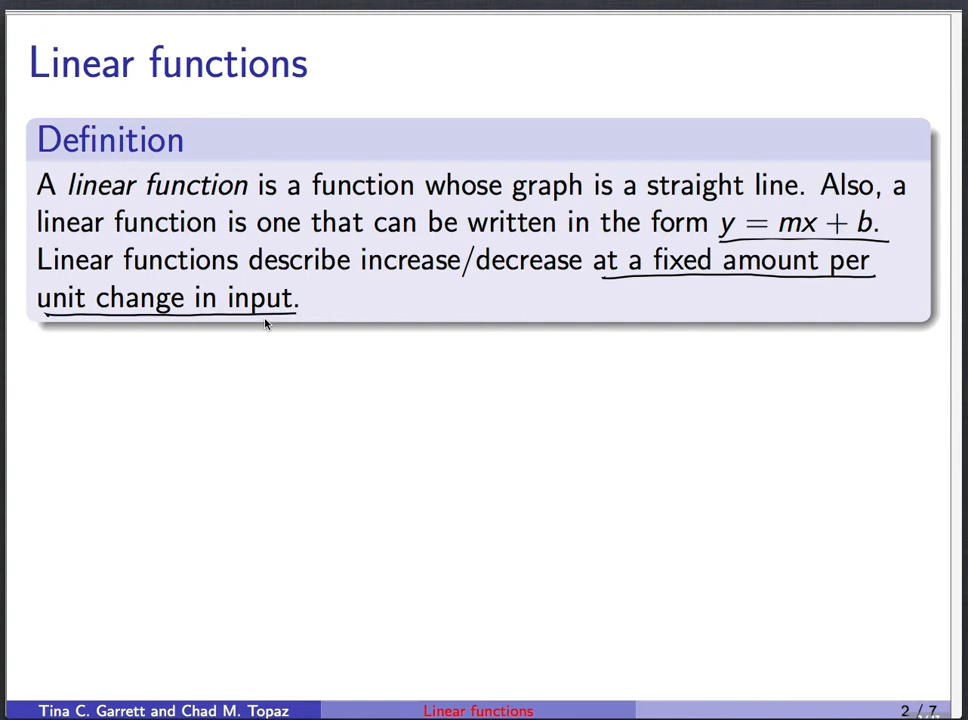 Linear functions
Definition
A linear function is a function whose graph is a straight line. Also, a
linear function is one that can be written in the form y = mx + b.
Linear functions describe increase/decrease at a fixed amount per
unit change in input.
Tina C. Garrett and Chad M. Topaz
Linear functions
2 / 7